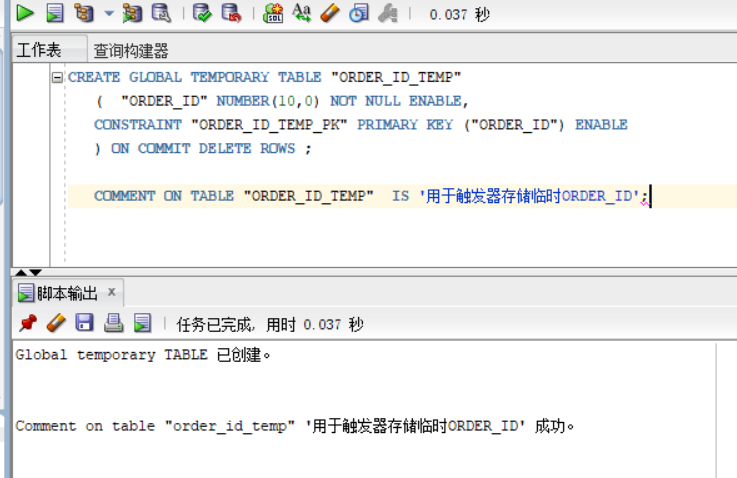 0.037 秒
工作表 查询构建器
CREATE GLOBAL TEMPORARY TABLE "ORDER_ID_TEMP"
( "ORDER_ID" NUMBER(10,0) NOT NULL ENABLE,
CONSTRAINT "ORDER_ID_TEMP_PK" PRIMARY KEY ("ORDER_ID") ENABLE
) ON COMMIT DELETE ROWS ;
COMMENT ON TABLE "ORDER_ID_TEMP" IS '用于触发器存储临时ORDER_ID';
脚本输出 x
任务已完成, 用时 0.037 秒
Global temporary TABLE 已创建。
Comment on table "order_id_temp" '用于触发器存储临时ORDER_ID' 成功。